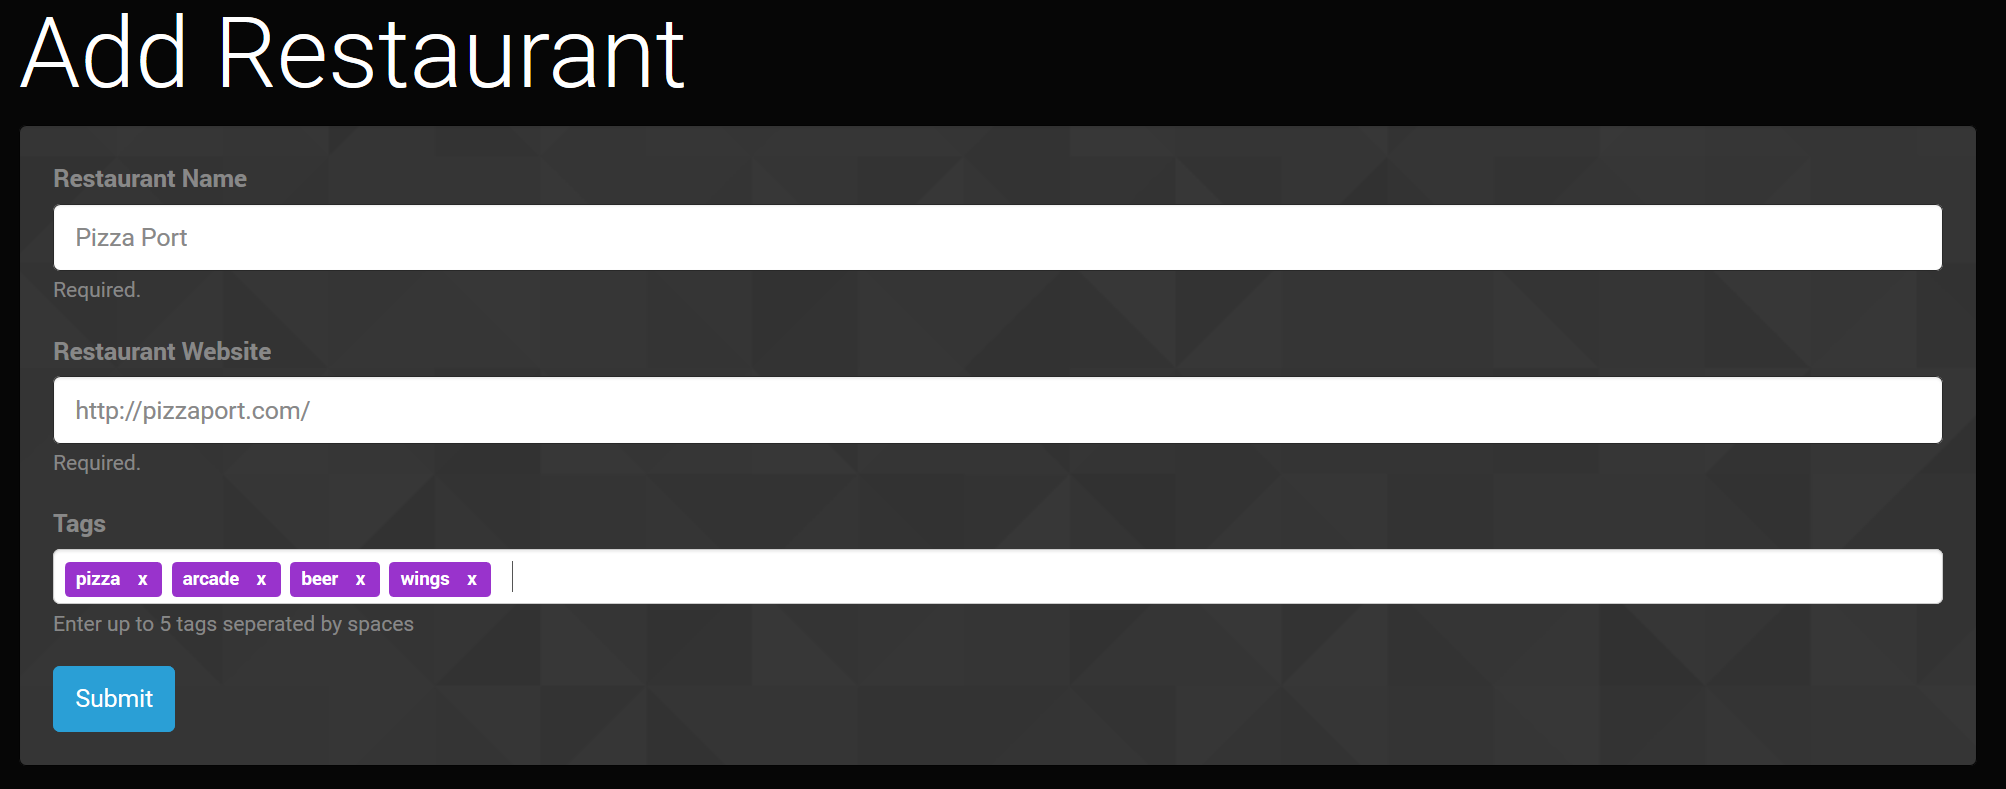 Add Restaurant
Restaurant Name
Pizza Port
Required.
Restaurant Website
http://pizzaport.com/
Required.
Tags
pizza x arcade x beer x wings x
Enter up to 5 tags seperated by spaces
Submit